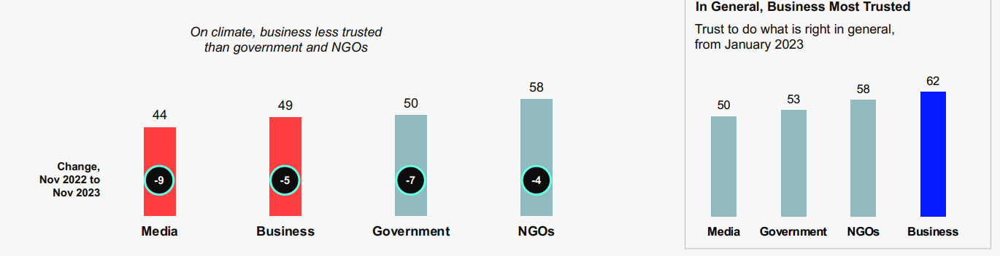 On climate, business less trusted
than government and NGOs
44
49
50
58
Change,
Nov 2022 to
Nov 2023
-9
-5
-7
-4
Media
Business
Government
NGOs
In General, Business Most Trusted
Trust to do what is right in general,
from January 2023
50
53
58
62
Media
Government
NGOs
Business